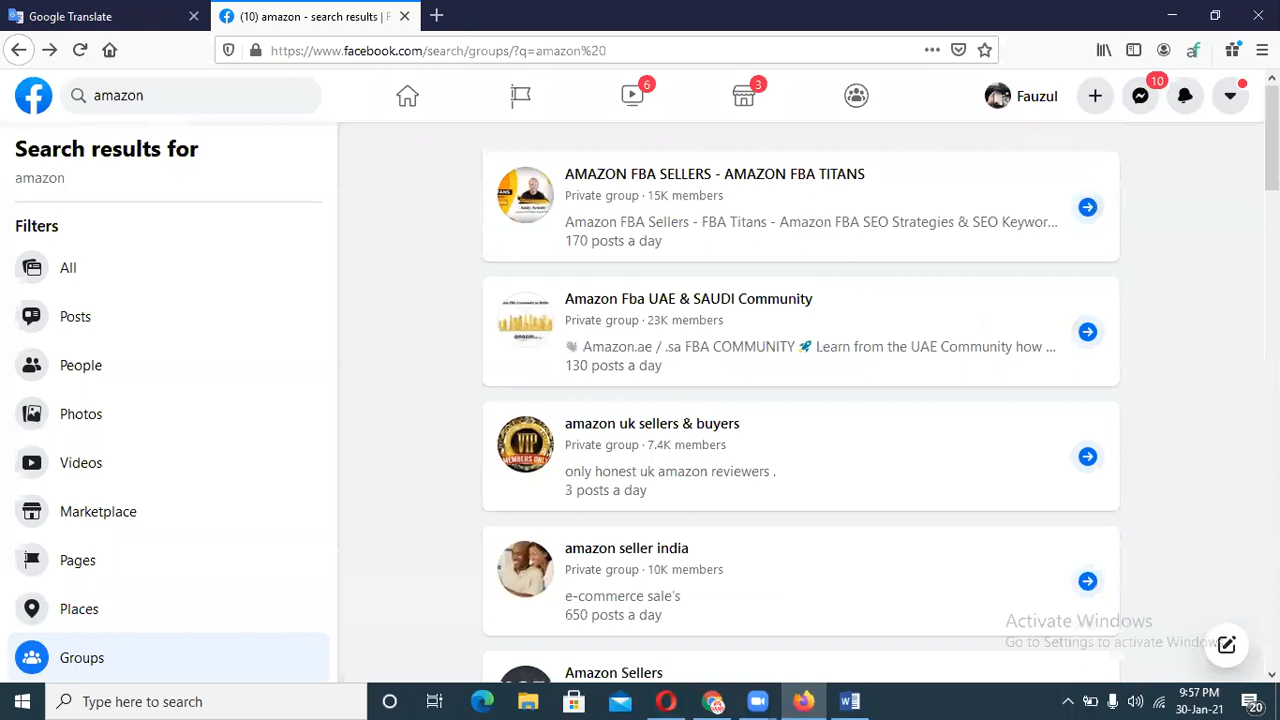 Google Translate
(10) amazon - search results | F
https://www.facebook.com/search/groups/?q=amazon%20
amazon
6
3
Fauzul
10
Search results for
amazon
Filters
All
Posts
People
Photos
Videos
Marketplace
Pages
Places
Groups
AMAZON FBA SELLERS - AMAZON FBA TITANS
Private group · 15K members
Amazon FBA Sellers - FBA Titans - Amazon FBA SEO Strategies & SEO Keywor...
170 posts a day
Amazon Fba UAE & SAUDI Community
Private group · 23K members
👋 Amazon.ae / .sa FBA COMMUNITY 🚀 Learn from the UAE Community how ...
130 posts a day
VIP
MEMBERS ONLY
amazon uk sellers & buyers
Private group · 7.4K members
only honest uk amazon reviewers .
3 posts a day
amazon seller india
Private group · 10K members
e-commerce sale's
650 posts a day
Amazon Sellers
Activate Windows
Go to Settings to activate Windows
Type here to search
9:57 PM
30-Jan-21
20